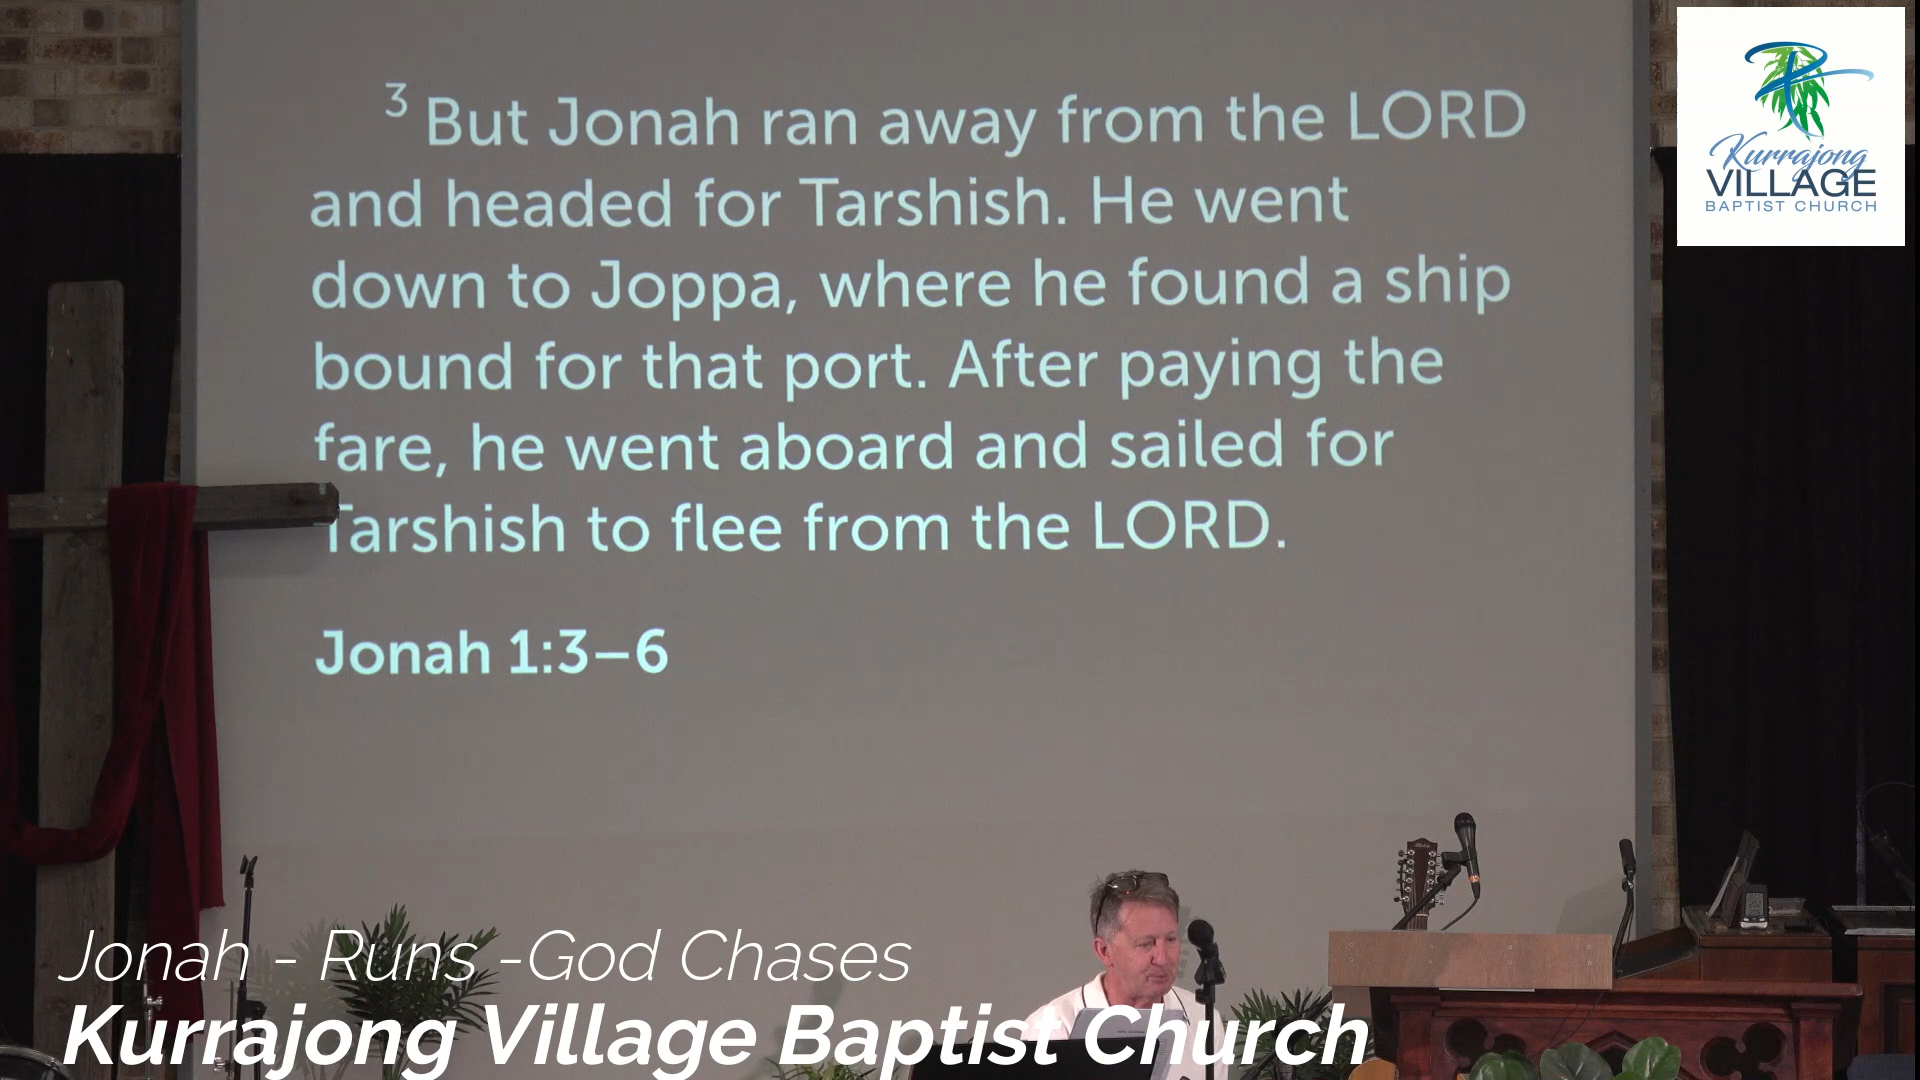 3 But Jonah ran away from the LORD
and headed for Tarshish. He went
down to Joppa, where he found a ship
bound for that port. After paying the
fare, he went aboard and sailed for
Tarshish to flee from the LORD.
Jonah 1:3–6
Kurrajong
VILLAGE
BAPTIST CHURCH
Jonah - Runs -God Chases
Kurrajong Village Baptist Church